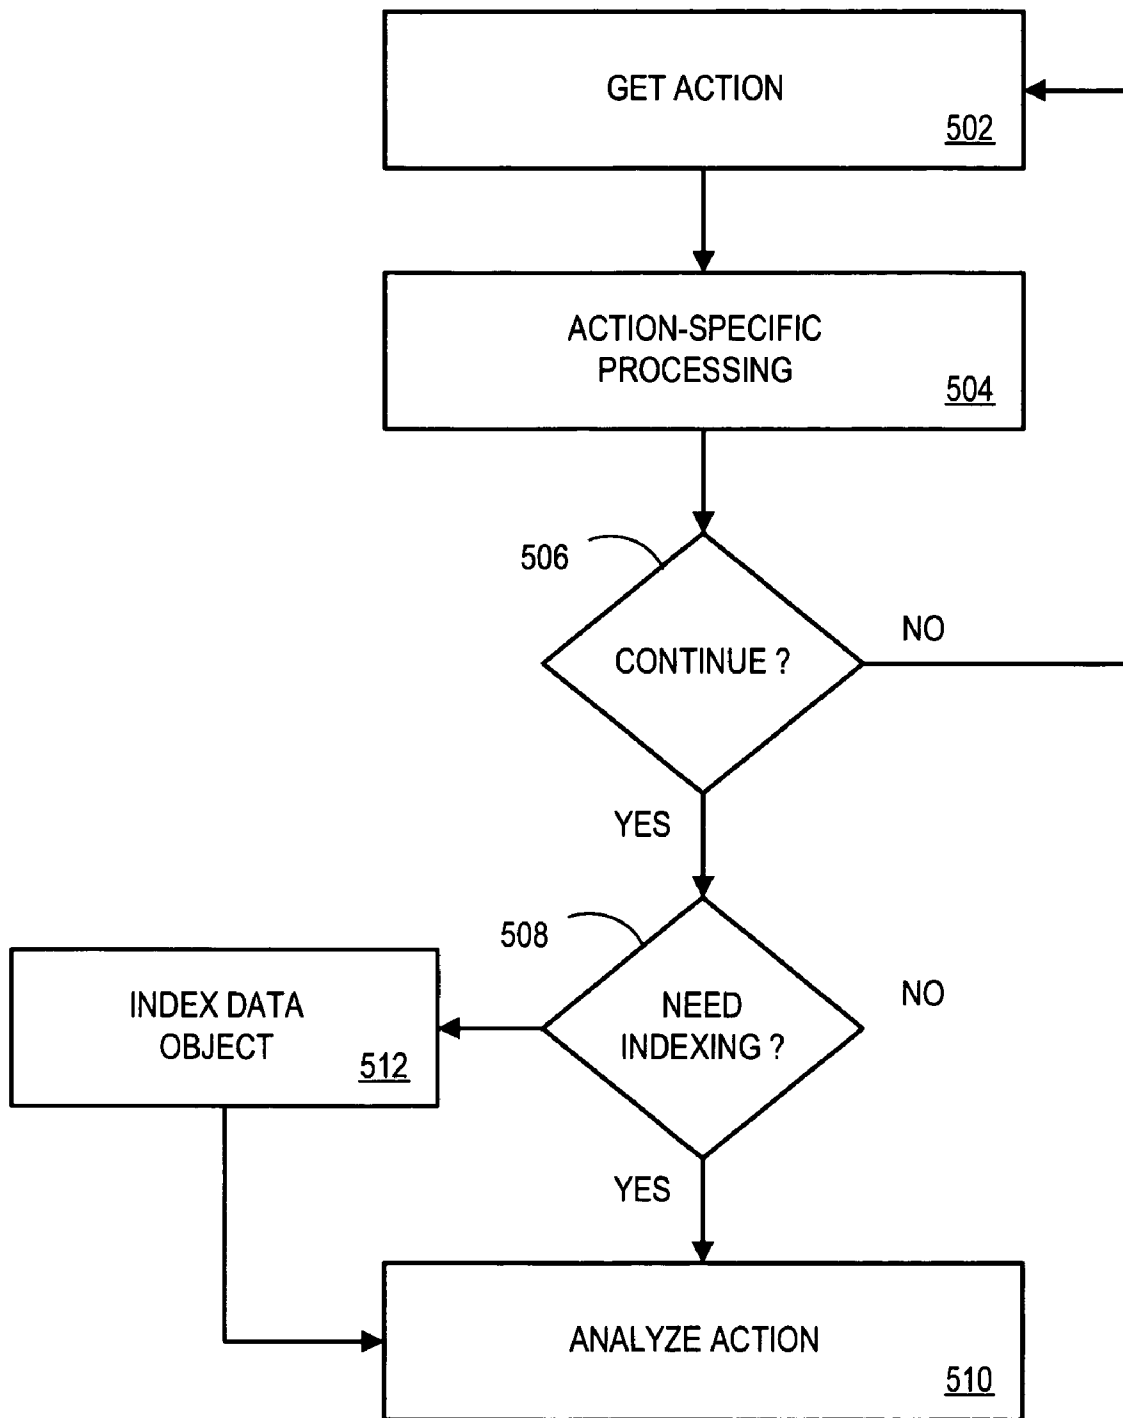 GET ACTION
502
ACTION-SPECIFIC
PROCESSING
504
506
CONTINUE ?
NO
YES
508
NEED
INDEXING ?
NO
INDEX DATA
OBJECT
512
YES
ANALYZE ACTION
510